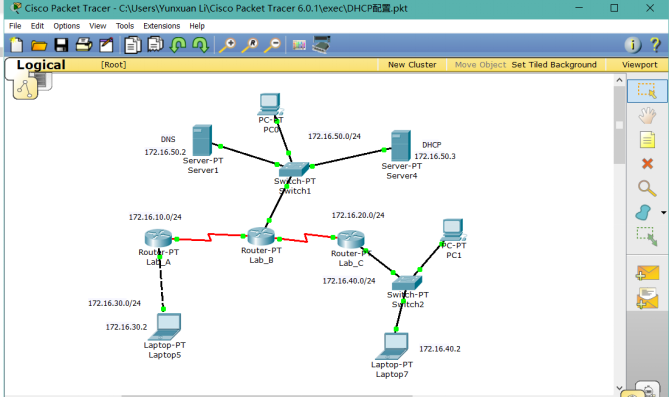 Cisco Packet Tracer - C:\Users\Yunxuan Li\Cisco Packet Tracer 6.0.1\exec\DHCP配置.pkt
File Edit Options View Tools Extensions Help
Logical [Root] New Cluster Move Object Set Tiled Background Viewport
PC-PT
PC0
DNS
172.16.50.2
Server-PT
Server1
172.16.50.0/24
DHCP
172.16.50.3
Server-PT
Server4
Switch-PT
Switch1
172.16.10.0/24
Router-PT
Lab_A
Router-PT
Lab_B
172.16.20.0/24
Router-PT
Lab_C
PC-PT
PC1
172.16.40.0/24
Switch-PT
Switch2
172.16.30.0/24
172.16.30.2
Laptop-PT
Laptop5
172.16.40.2
Laptop-PT
Laptop7